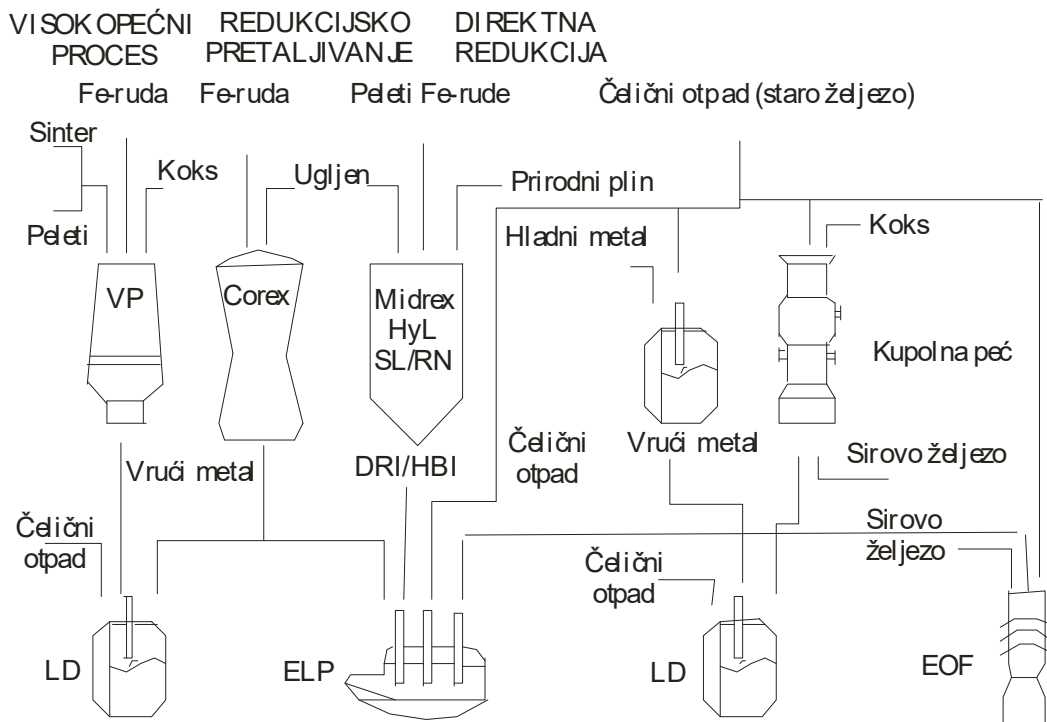 VISOKOPEĆNI
PROCES
REDUKCIJSKO
PRETALJIVANJE
DIREKTNA
REDUKCIJA
Fe-ruda
Fe-ruda
Peleti Fe-rude
Čelični otpad (staro željezo)
Sinter
Koks
Ugljen
Prirodni plin
Peleti
Hladni metal
Koks
VP
Corex
Midrex
HyL
SL/RN
Kupolna peć
Vrući metal
DRI/HBI
Čelični
otpad
Vrući metal
Sirovo željezo
Čelični
otpad
Čelični
otpad
Sirovo
željezo
LD
ELP
LD
EOF